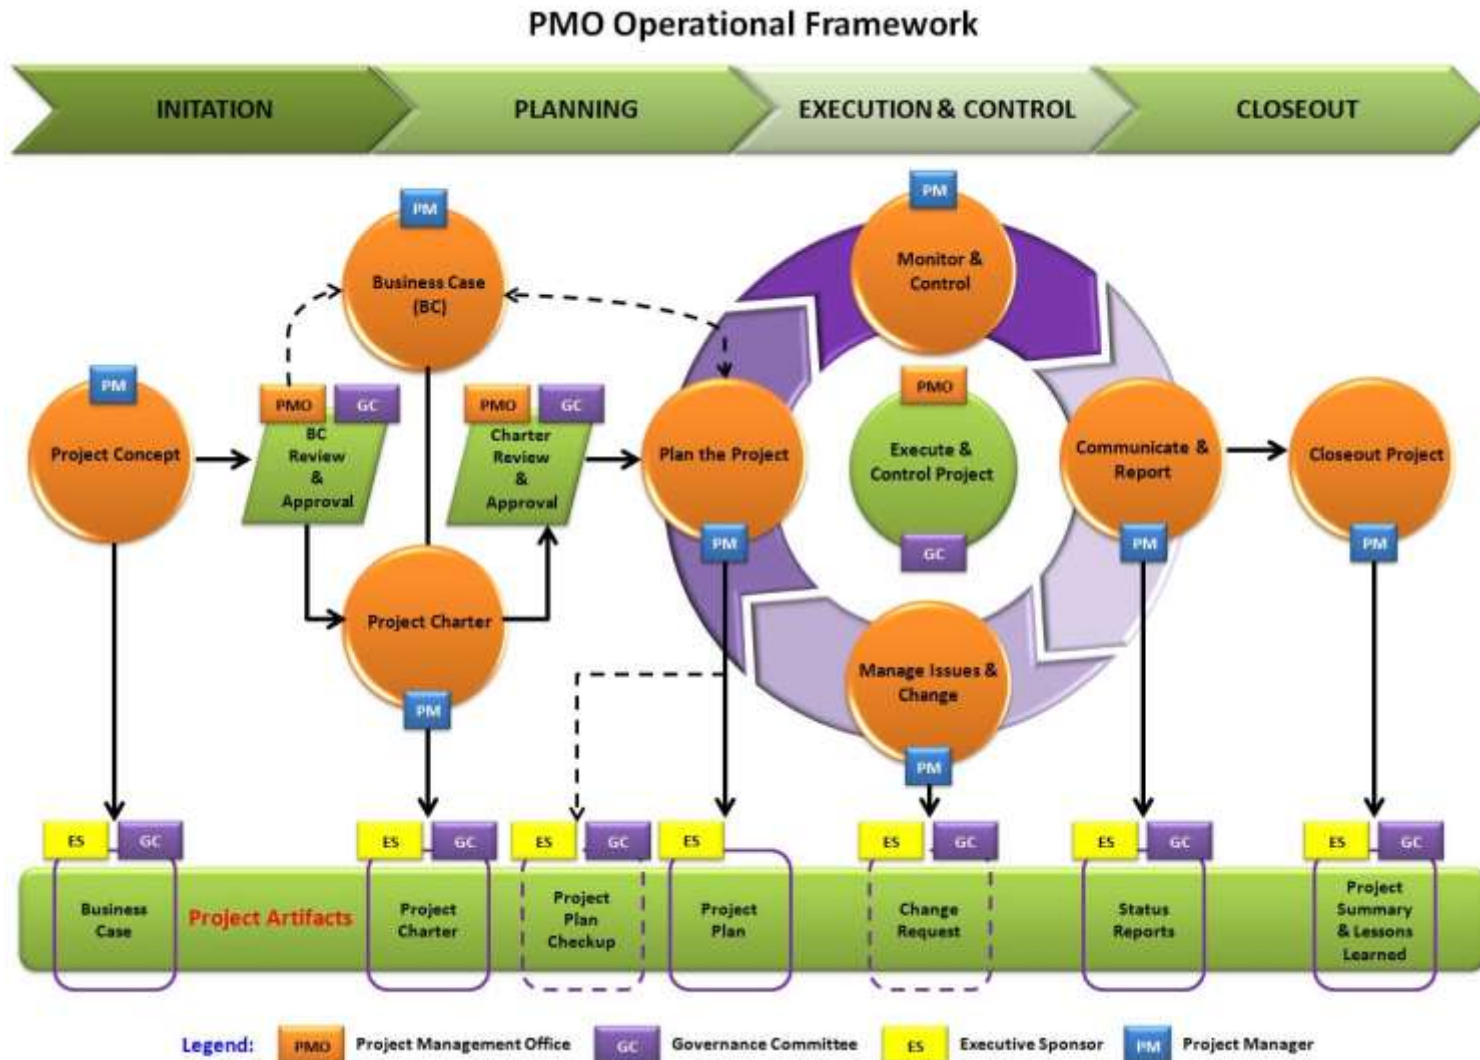 PMO Operational Framework
INITATION
PLANNING
EXECUTION & CONTROL
CLOSEOUT
PM
Business Case
(BC)
PM
Monitor &
Control
PM
Project Concept
PMO
GC
BC
Review
&
Approval
PMO
GC
Charter
Review
&
Approval
Plan the Project
PM
PMO
Execute &
Control Project
GC
Communicate &
Report
PM
Closeout Project
PM
Project Charter
PM
Manage Issues &
Change
PM
ES
GC
Business
Case
Project Artifacts
ES
GC
Project
Charter
ES
GC
Project
Plan
Checkup
ES
Project
Plan
ES
GC
Change
Request
ES
GC
Status
Reports
ES
GC
Project
Summary
& Lessons
Learned
Legend:
PMO
Project Management Office
GC
Governance Committee
ES
Executive Sponsor
PM
Project Manager